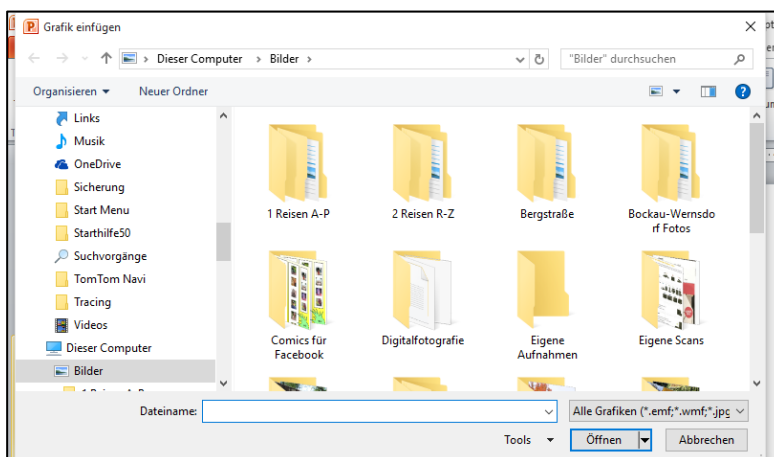 Grafik einfügen
Dieser Computer > Bilder >
"Bilder" durchsuchen
Organisieren
Neuer Ordner
Links
Musik
OneDrive
Sicherung
Start Menu
Starthilfe50
Suchvorgänge
TomTom Navi
Tracing
Videos
Dieser Computer
Bilder
1 Reisen A-P
2 Reisen R-Z
Bergstraße
Bockau-Wernsdo
rf Fotos
Comics für
Facebook
Digitalfotografie
Eigene
Aufnahmen
Eigene Scans
Dateiname:
Alle Grafiken (*.emf;*.wmf;*.jpg
Tools
Öffnen
Abbrechen